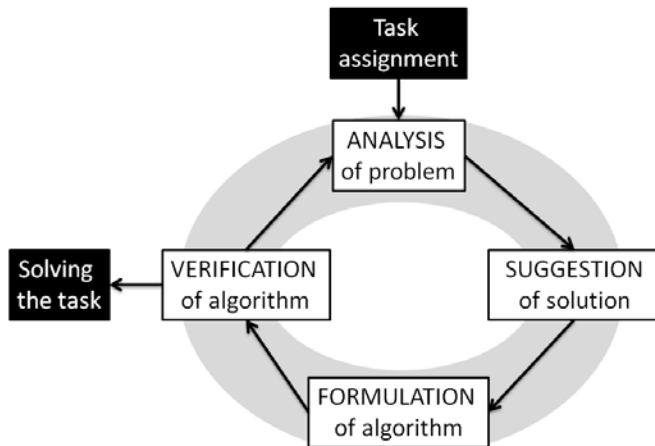 Task
assignment
ANALYSIS
of problem
Solving
the task
VERIFICATION
of algorithm
SUGGESTION
of solution
FORMULATION
of algorithm